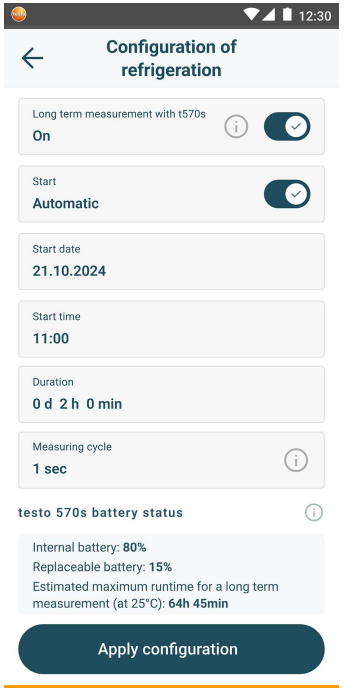 testo
12:30
Configuration of
refrigeration
Long term measurement with t570s
On
Start
Automatic
Start date
21.10.2024
Start time
11:00
Duration
0 d 2 h 0 min
Measuring cycle
1 sec
testo 570s battery status
Internal battery: 80%
Replaceable battery: 15%
Estimated maximum runtime for a long term
measurement (at 25°C): 64h 45min
Apply configuration